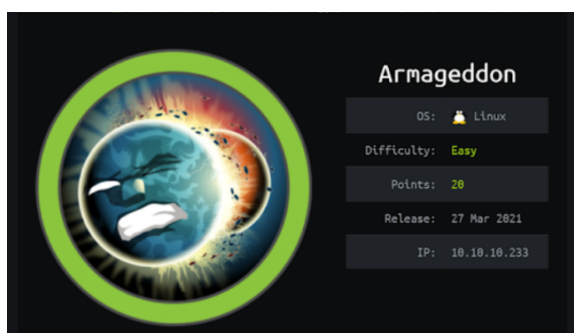 Armageddon
OS: Linux
Difficulty: Easy
Points: 20
Release: 27 Mar 2021
IP: 10.10.10.233